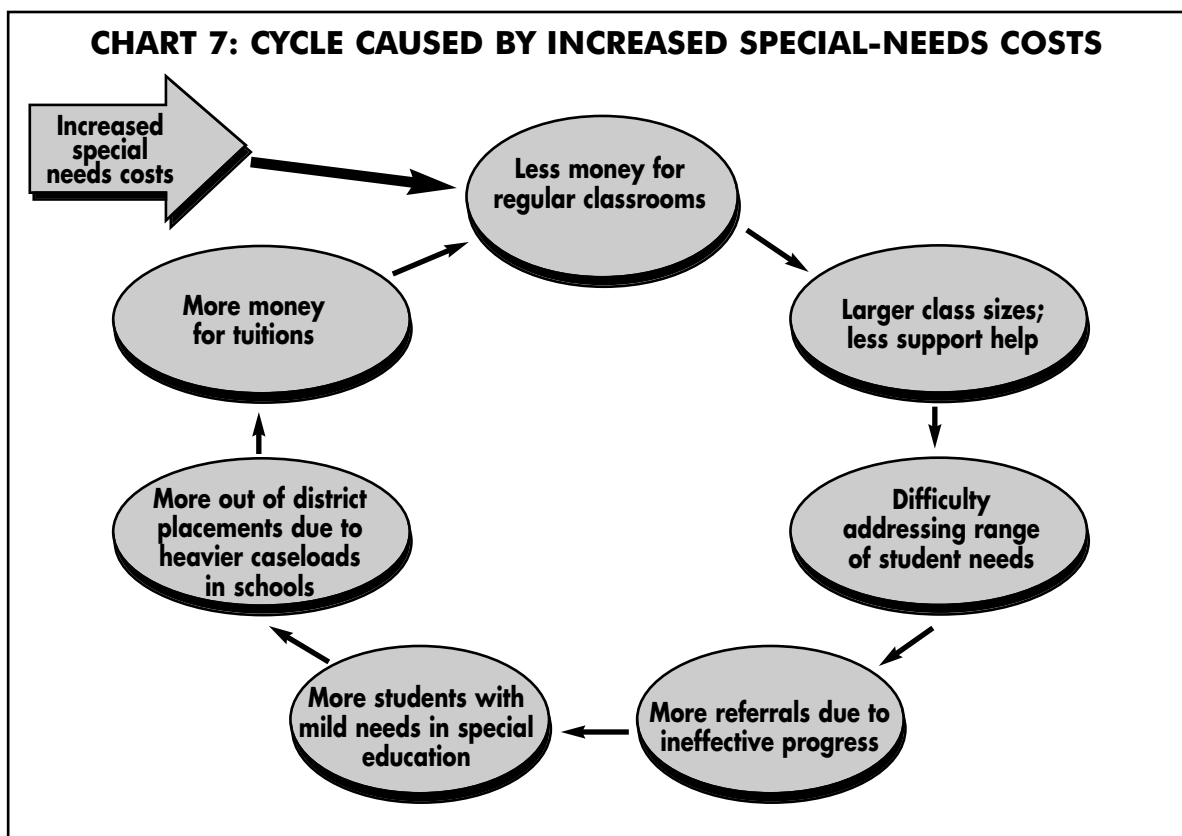 CHART 7: CYCLE CAUSED BY INCREASED SPECIAL-NEEDS COSTS
Increased
special
needs costs
Less money for
regular classrooms
Larger class sizes;
less support help
Difficulty
addressing range
of student needs
More referrals due to
ineffective progress
More students with
mild needs in special
education
More out of district
placements due to
heavier caseloads
in schools
More money
for tuitions